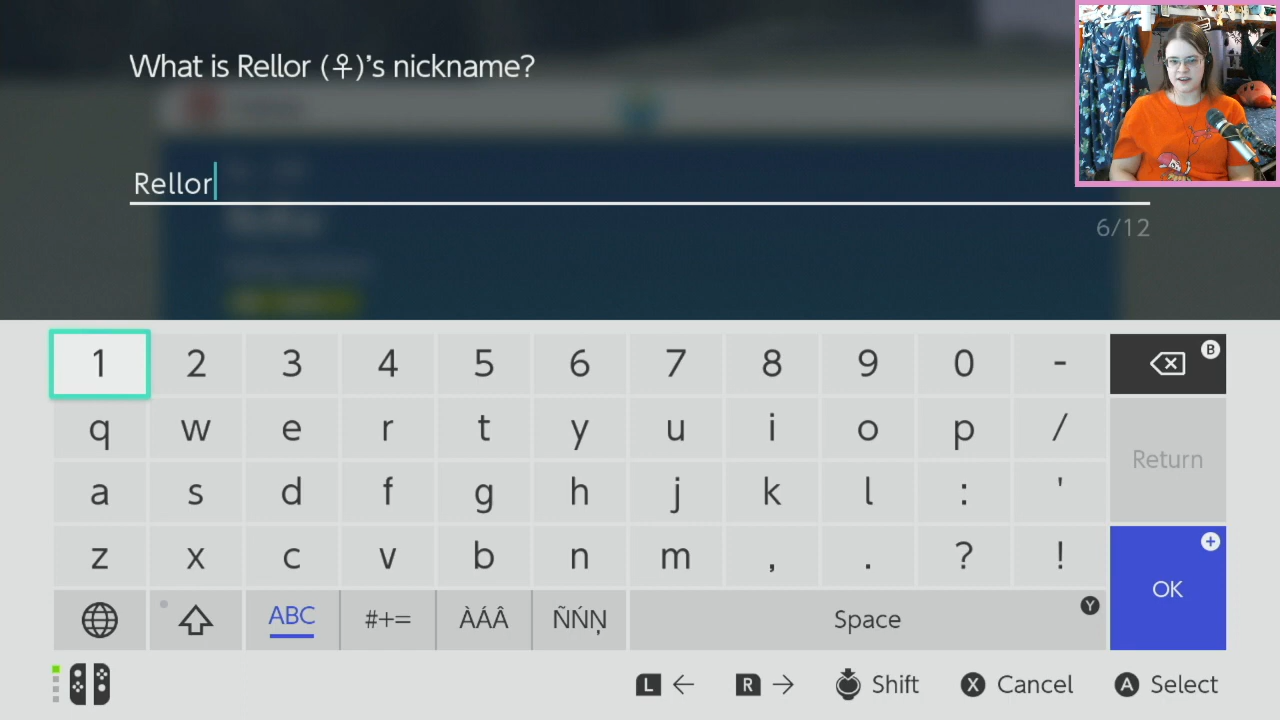 What is Rellor (♀)'s nickname?
Rellor
6/12
1 2 3 4 5 6 7 8 9 0 - B
q w e r t y u i o p /
Return
a s d f g h j k l : '
z x c v b n m , . ? ! +
OK
ABC #+= ÀÁÂ ÑŃŅ Space Y
L ← R → Shift X Cancel A Select